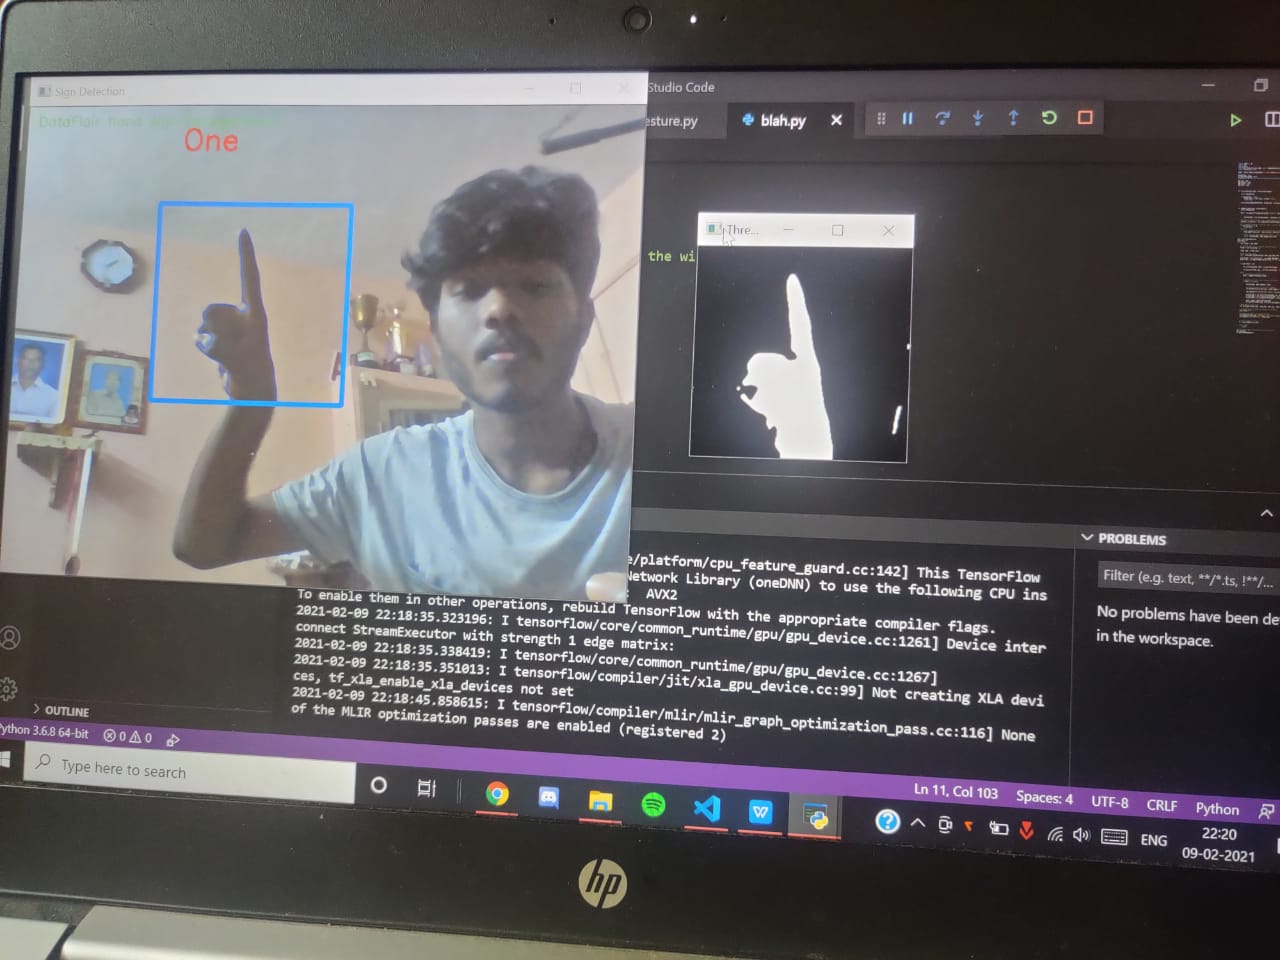 Sign Detection
One
Studio Code
esture.py
blah.py
the wi
Thre...
e/platform/cpu_feature_guard.cc:142] This TensorFlow
Network Library (oneDNN) to use the following CPU ins
: AVX2
To enable them in other operations, rebuild TensorFlow with the appropriate compiler flags.
2021-02-09 22:18:35.323196: I tensorflow/core/common_runtime/gpu/gpu_device.cc:1261] Device inter
connect StreamExecutor with strength 1 edge matrix:
2021-02-09 22:18:35.338419: I tensorflow/core/common_runtime/gpu/gpu_device.cc:1267]
2021-02-09 22:18:35.351013: I tensorflow/compiler/jit/xla_gpu_device.cc:99] Not creating XLA devi
ces, tf_xla_enable_xla_devices not set
2021-02-09 22:18:45.858615: I tensorflow/compiler/mlir/mlir_graph_optimization_pass.cc:116] None
of the MLIR optimization passes are enabled (registered 2)
PROBLEMS
Filter (e.g. text, **/*.ts, !**/...
No problems have been de
in the workspace.
OUTLINE
ython 3.6.8 64-bit 0 0
Ln 11, Col 103 Spaces: 4 UTF-8 CRLF Python
Type here to search
ENG
22:20
09-02-2021
hp